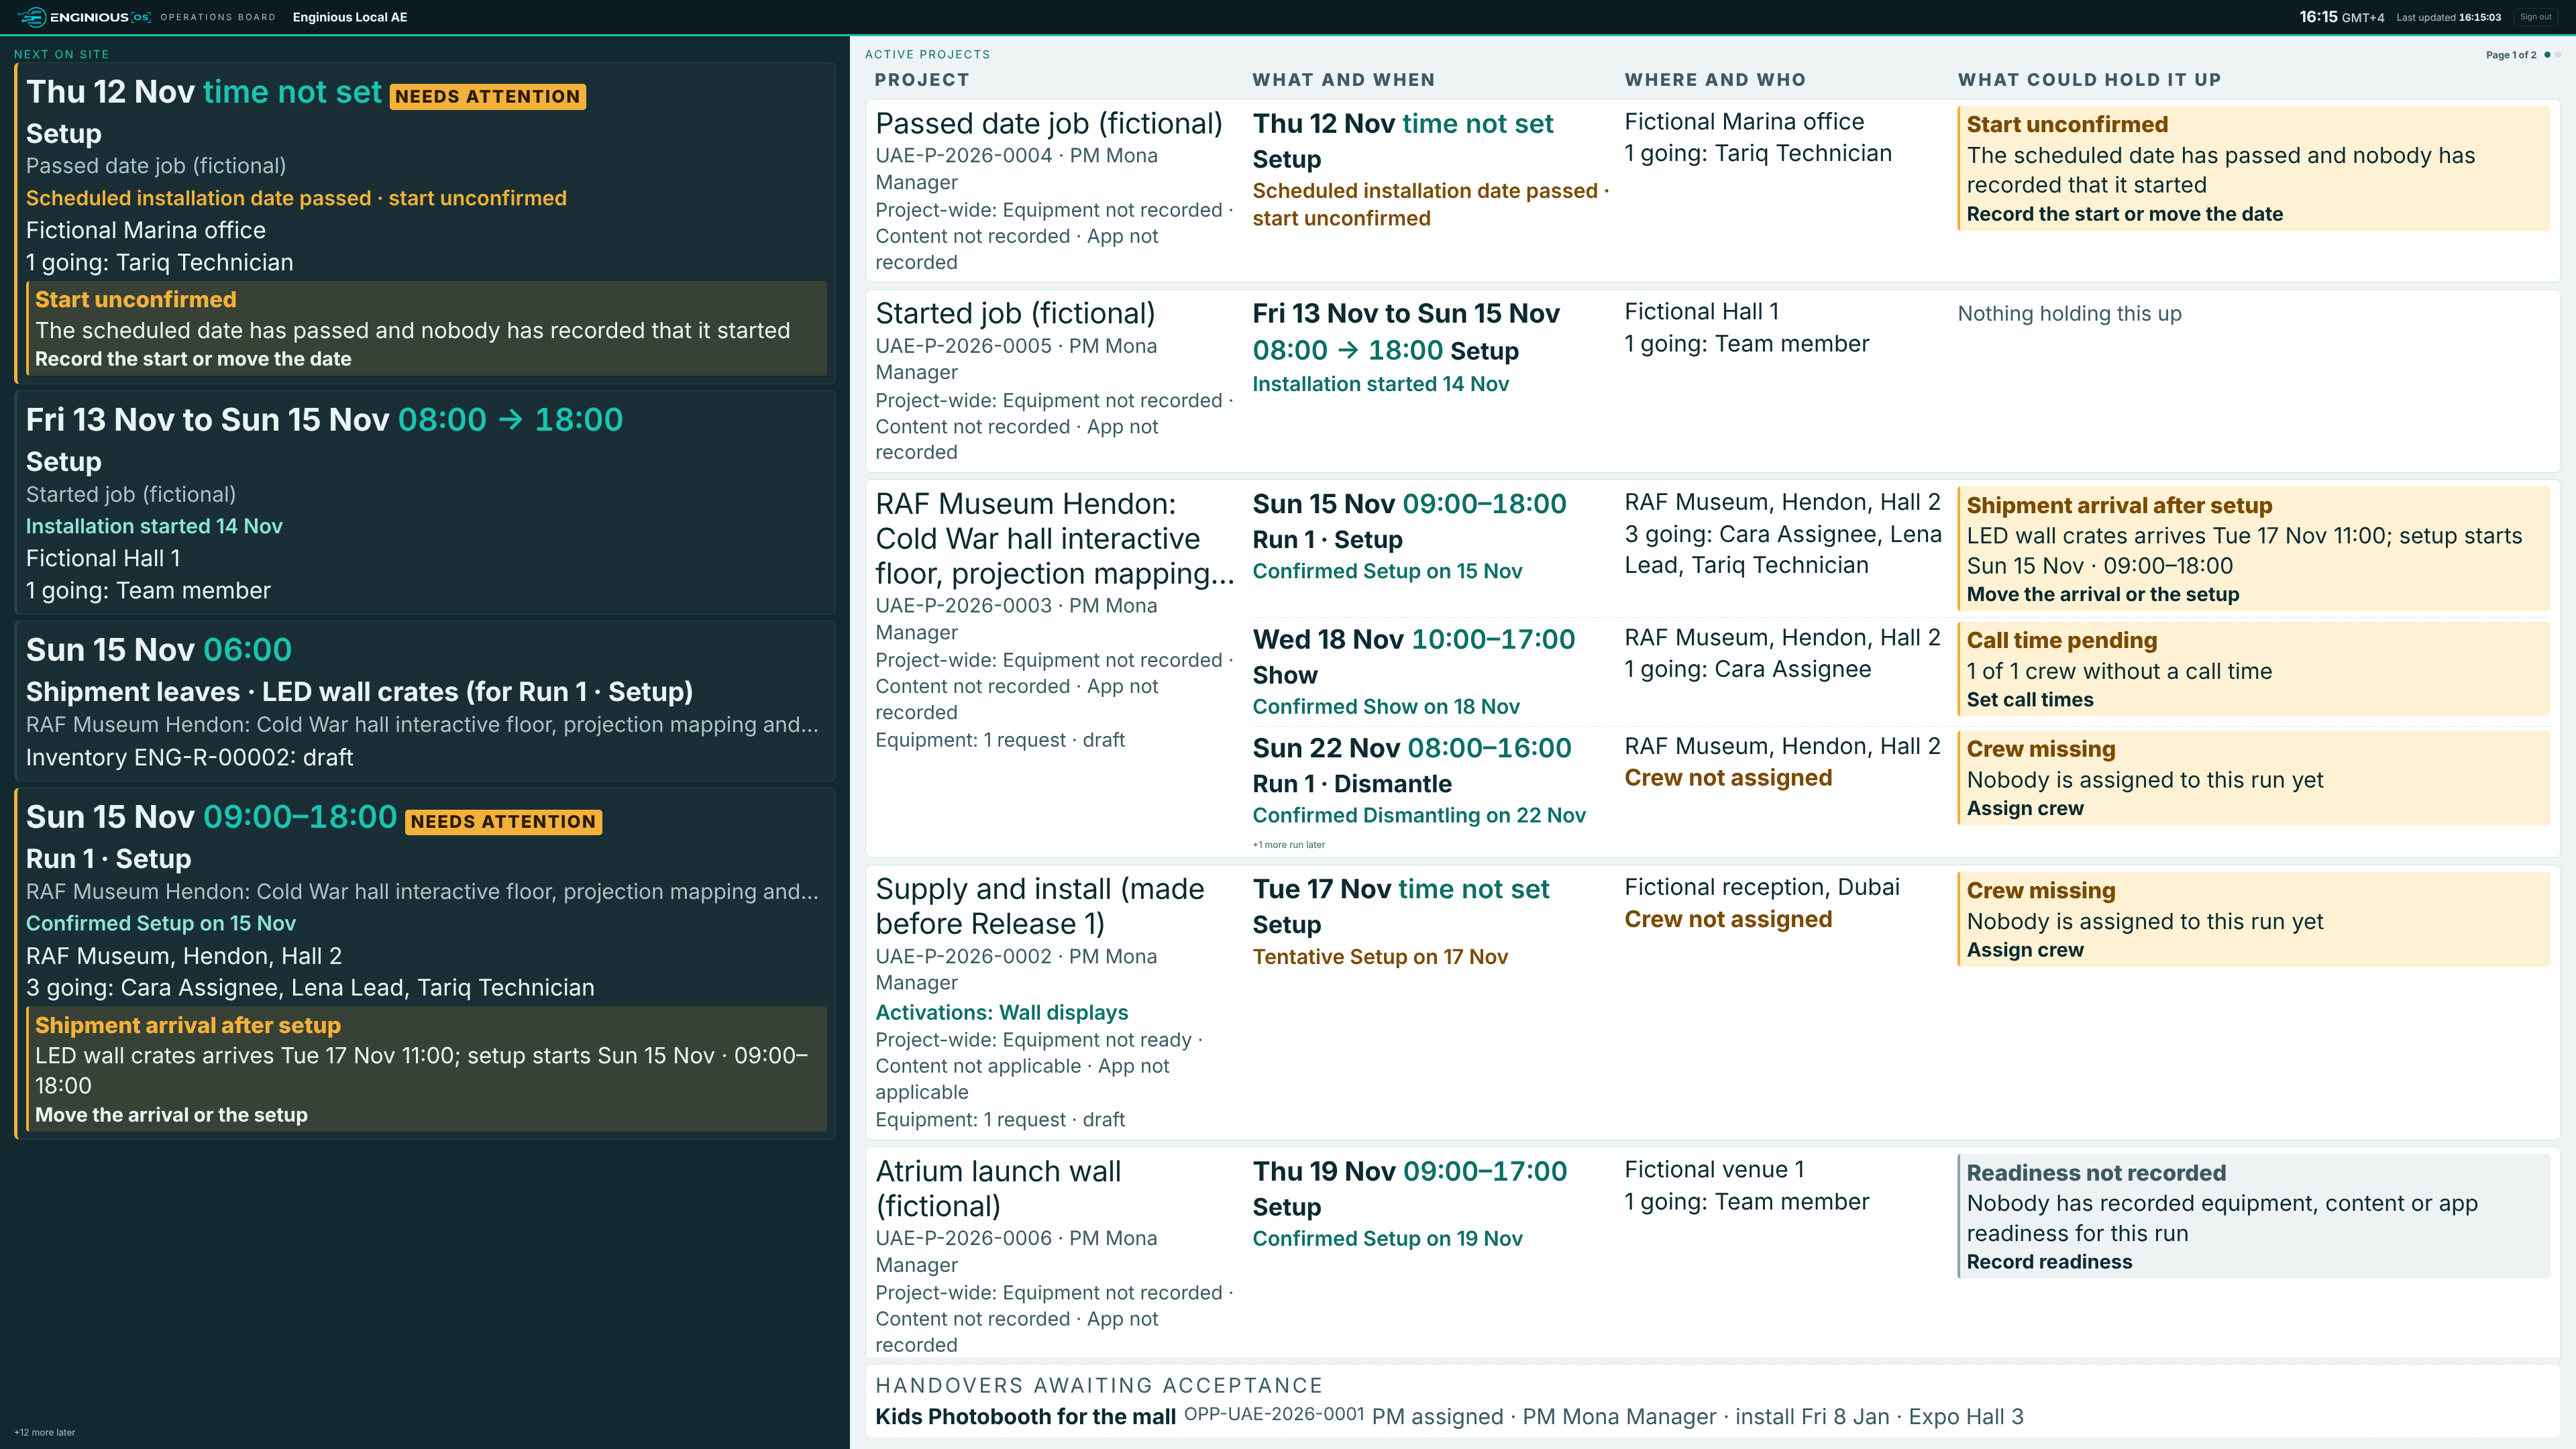 ENGINIOUS[OS] OPERATIONS BOARD Enginious Local AE
16:15 GMT+4 Last updated 16:15:03 Sign out
NEXT ON SITE
Thu 12 Nov time not set NEEDS ATTENTION
Setup
Passed date job (fictional)
Scheduled installation date passed · start unconfirmed
Fictional Marina office
1 going: Tariq Technician
Start unconfirmed
The scheduled date has passed and nobody has recorded that it started
Record the start or move the date
Fri 13 Nov to Sun 15 Nov 08:00 → 18:00
Setup
Started job (fictional)
Installation started 14 Nov
Fictional Hall 1
1 going: Team member
Sun 15 Nov 06:00
Shipment leaves · LED wall crates (for Run 1 · Setup)
RAF Museum Hendon: Cold War hall interactive floor, projection mapping and...
Inventory ENG-R-00002: draft
Sun 15 Nov 09:00–18:00 NEEDS ATTENTION
Run 1 · Setup
RAF Museum Hendon: Cold War hall interactive floor, projection mapping and...
Confirmed Setup on 15 Nov
RAF Museum, Hendon, Hall 2
3 going: Cara Assignee, Lena Lead, Tariq Technician
Shipment arrival after setup
LED wall crates arrives Tue 17 Nov 11:00; setup starts Sun 15 Nov · 09:00–
18:00
Move the arrival or the setup
+12 more later
ACTIVE PROJECTS
Page 1 of 2
PROJECT WHAT AND WHEN WHERE AND WHO WHAT COULD HOLD IT UP
Passed date job (fictional)
UAE-P-2026-0004 · PM Mona
Manager
Project-wide: Equipment not recorded ·
Content not recorded · App not
recorded
Thu 12 Nov time not set
Setup
Scheduled installation date passed ·
start unconfirmed
Fictional Marina office
1 going: Tariq Technician
Start unconfirmed
The scheduled date has passed and nobody has
recorded that it started
Record the start or move the date
Started job (fictional)
UAE-P-2026-0005 · PM Mona
Manager
Project-wide: Equipment not recorded ·
Content not recorded · App not
recorded
Fri 13 Nov to Sun 15 Nov
08:00 → 18:00 Setup
Installation started 14 Nov
Fictional Hall 1
1 going: Team member
Nothing holding this up
RAF Museum Hendon:
Cold War hall interactive
floor, projection mapping...
UAE-P-2026-0003 · PM Mona
Manager
Project-wide: Equipment not recorded ·
Content not recorded · App not
recorded
Equipment: 1 request · draft
Sun 15 Nov 09:00–18:00
Run 1 · Setup
Confirmed Setup on 15 Nov
RAF Museum, Hendon, Hall 2
3 going: Cara Assignee, Lena
Lead, Tariq Technician
Shipment arrival after setup
LED wall crates arrives Tue 17 Nov 11:00; setup starts
Sun 15 Nov · 09:00–18:00
Move the arrival or the setup
Wed 18 Nov 10:00–17:00
Show
Confirmed Show on 18 Nov
RAF Museum, Hendon, Hall 2
1 going: Cara Assignee
Call time pending
1 of 1 crew without a call time
Set call times
Sun 22 Nov 08:00–16:00
Run 1 · Dismantle
Confirmed Dismantling on 22 Nov
+1 more run later
RAF Museum, Hendon, Hall 2
Crew not assigned
Crew missing
Nobody is assigned to this run yet
Assign crew
Supply and install (made
before Release 1)
UAE-P-2026-0002 · PM Mona
Manager
Activations: Wall displays
Project-wide: Equipment not ready ·
Content not applicable · App not
applicable
Equipment: 1 request · draft
Tue 17 Nov time not set
Setup
Tentative Setup on 17 Nov
Fictional reception, Dubai
Crew not assigned
Crew missing
Nobody is assigned to this run yet
Assign crew
Atrium launch wall
(fictional)
UAE-P-2026-0006 · PM Mona
Manager
Project-wide: Equipment not recorded ·
Content not recorded · App not
recorded
Thu 19 Nov 09:00–17:00
Setup
Confirmed Setup on 19 Nov
Fictional venue 1
1 going: Team member
Readiness not recorded
Nobody has recorded equipment, content or app
readiness for this run
Record readiness
HANDOVERS AWAITING ACCEPTANCE
Kids Photobooth for the mall OPP-UAE-2026-0001 PM assigned · PM Mona Manager · install Fri 8 Jan · Expo Hall 3